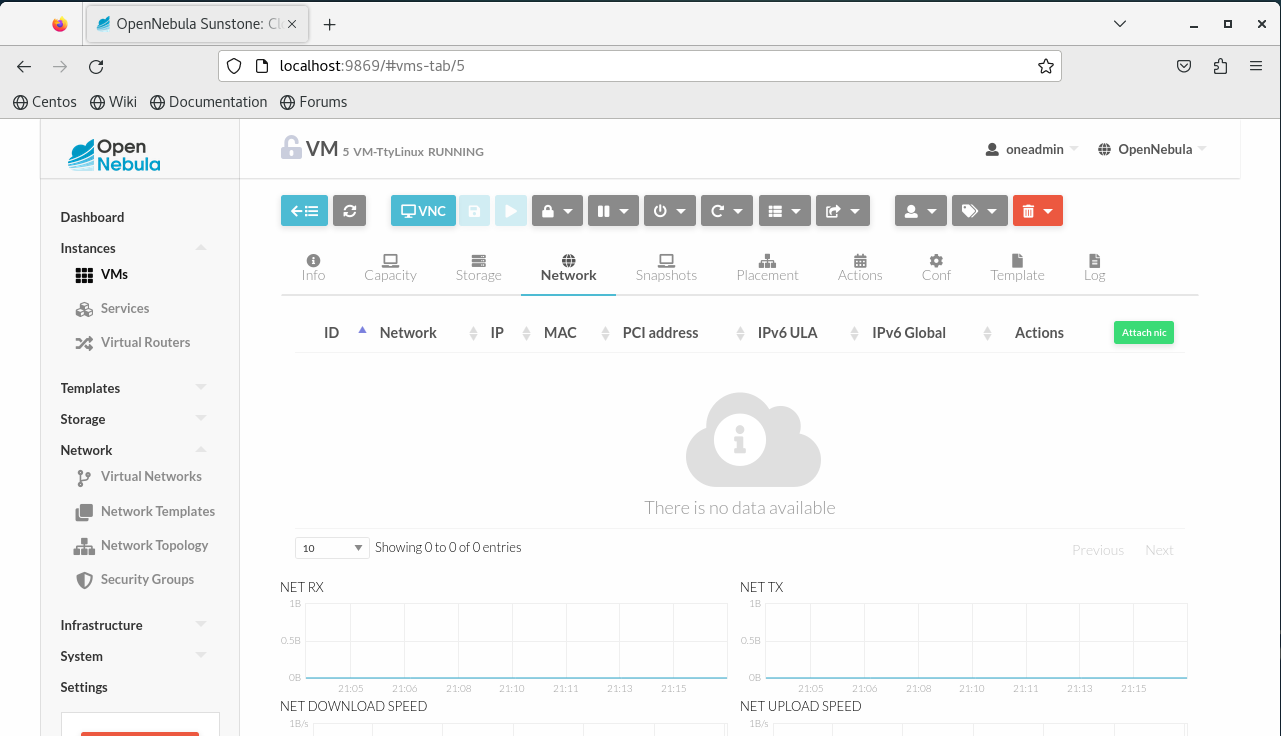 OpenNebula Sunstone: Cl
localhost:9869/#vms-tab/5
Centos Wiki Documentation Forums
Open Nebula
VM 5 VM-TtyLinux RUNNING
oneadmin OpenNebula
VNC
Dashboard
Instances
VMs
Services
Virtual Routers
Templates
Storage
Network
Virtual Networks
Network Templates
Network Topology
Security Groups
Infrastructure
System
Settings
Info Capacity Storage Network Snapshots Placement Actions Conf Template Log
ID Network IP MAC PCI address IPv6 ULA IPv6 Global Actions Attach nic
There is no data available
10 Showing 0 to 0 of 0 entries Previous Next
NET RX
1B
0.5B
0B
21:05 21:06 21:08 21:10 21:11 21:13 21:15
NET TX
1B
0.5B
0B
21:05 21:06 21:08 21:10 21:11 21:13 21:15
NET DOWNLOAD SPEED
1B/s
NET UPLOAD SPEED
1B/s